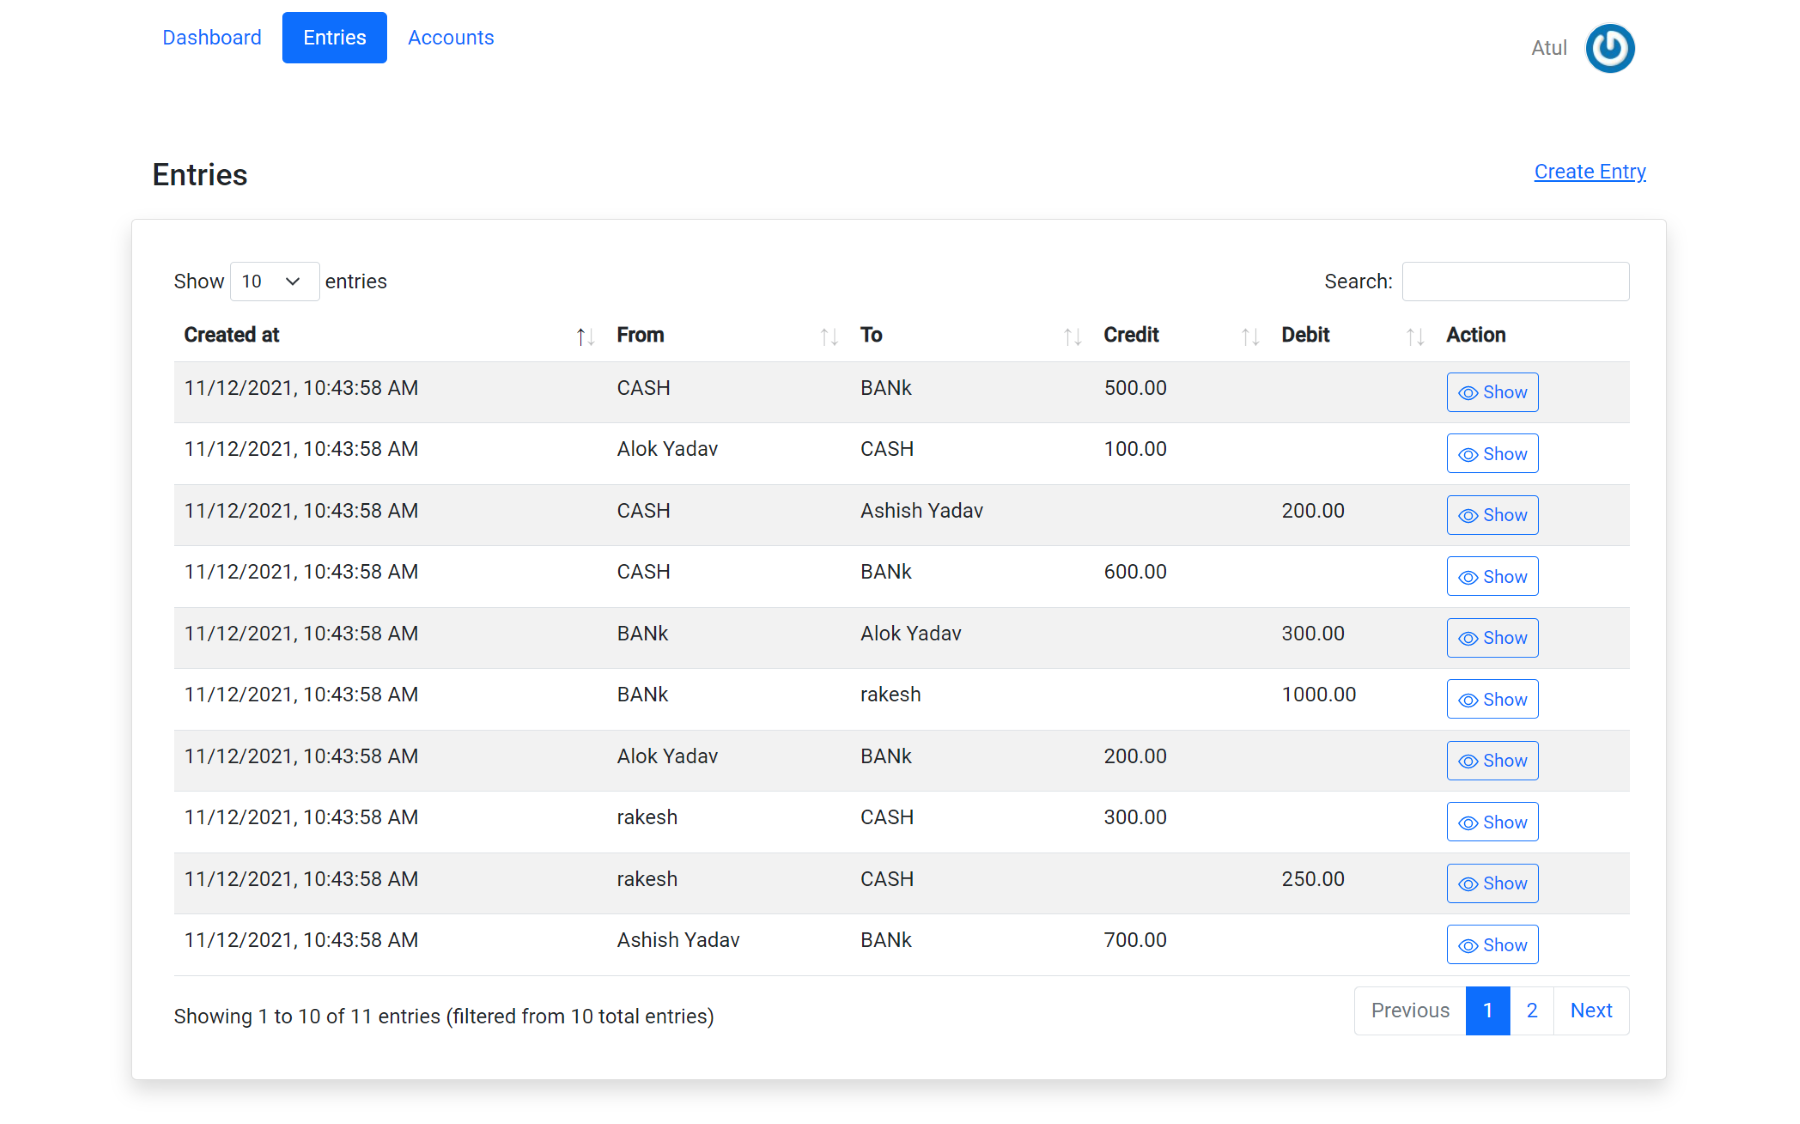 Dashboard Entries Accounts
Atul
Entries
Create Entry
Show 10 entries
Search:
Created at From To Credit Debit Action
11/12/2021, 10:43:58 AM CASH BANk 500.00 Show
11/12/2021, 10:43:58 AM Alok Yadav CASH 100.00 Show
11/12/2021, 10:43:58 AM CASH Ashish Yadav 200.00 Show
11/12/2021, 10:43:58 AM CASH BANk 600.00 Show
11/12/2021, 10:43:58 AM BANk Alok Yadav 300.00 Show
11/12/2021, 10:43:58 AM BANk rakesh 1000.00 Show
11/12/2021, 10:43:58 AM Alok Yadav BANk 200.00 Show
11/12/2021, 10:43:58 AM rakesh CASH 300.00 Show
11/12/2021, 10:43:58 AM rakesh CASH 250.00 Show
11/12/2021, 10:43:58 AM Ashish Yadav BANk 700.00 Show
Showing 1 to 10 of 11 entries (filtered from 10 total entries)
Previous 1 2 Next